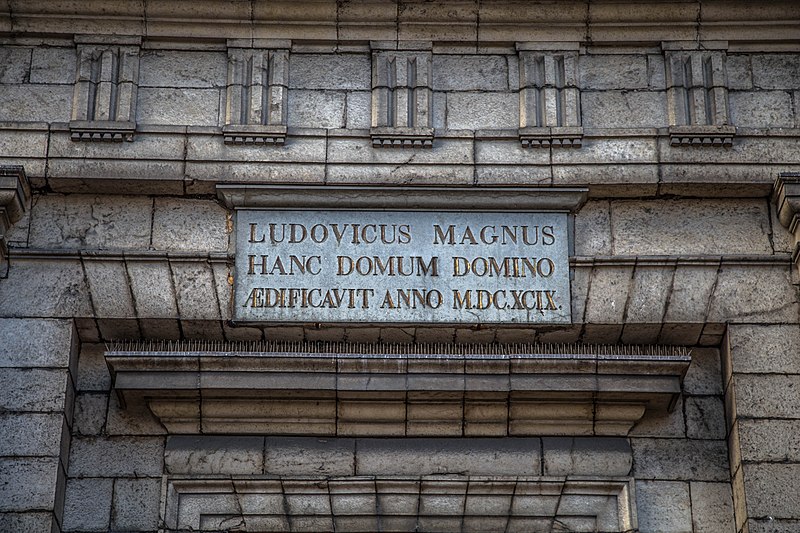 LUDOVICUS MAGNUS
HANC DOMUM DOMINO
ÆDIFICAVIT ANNO M.DC.XCIX.